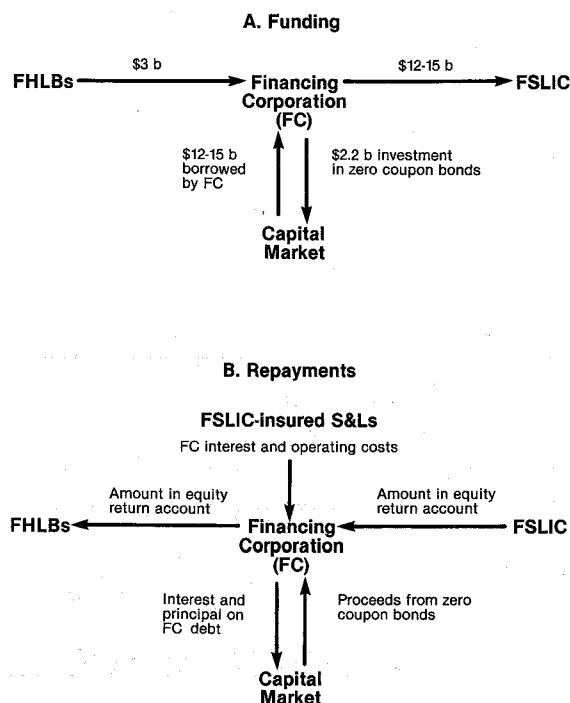 A. Funding
$3 b
$12-15 b
FHLBs
Financing
Corporation
(FC)
FSLIC
$12-15 b
borrowed
by FC
$2.2 b investment
in zero coupon bonds
Capital
Market
B. Repayments
FSLIC-insured S&Ls
FC interest and operating costs
Amount in equity
return account
Amount in equity
return account
FHLBs
Financing
Corporation
(FC)
FSLIC
Interest and
principal on
FC debt
Proceeds from zero
coupon bonds
Capital
Market